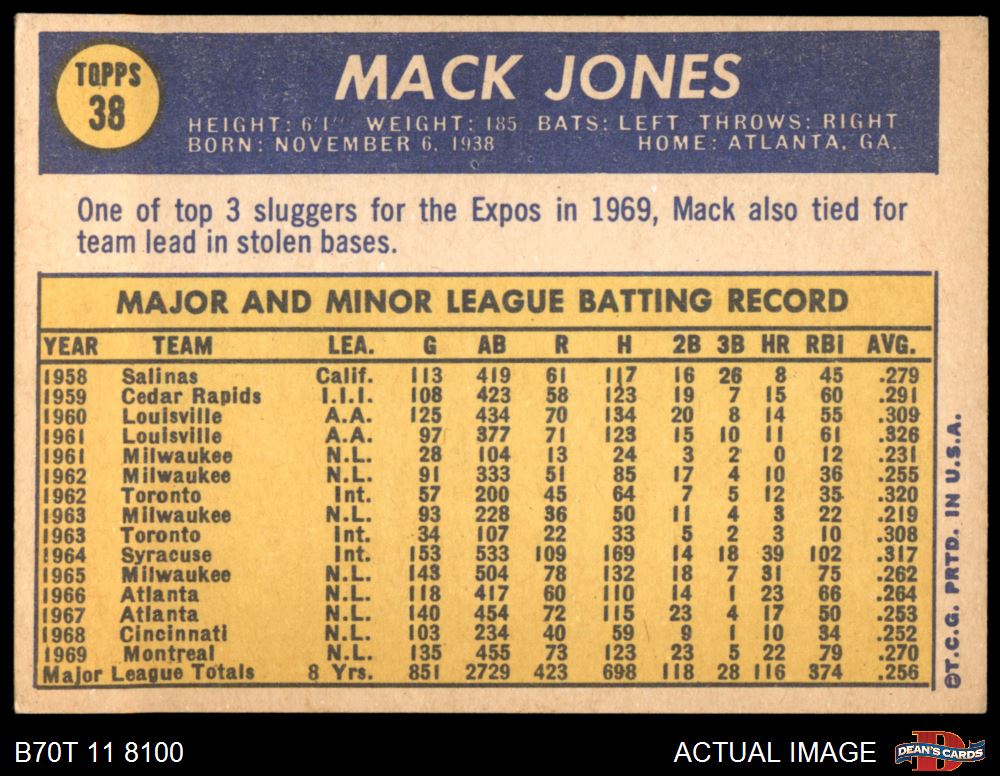 TOPPS
38
MACK JONES
HEIGHT: 6'1" WEIGHT: 185 BATS: LEFT THROWS: RIGHT
BORN: NOVEMBER 6, 1938 HOME: ATLANTA, GA.
One of top 3 sluggers for the Expos in 1969, Mack also tied for
team lead in stolen bases.
MAJOR AND MINOR LEAGUE BATTING RECORD
YEAR TEAM LEA. G AB R H 2B 3B HR RBI AVG.
1958 Salinas Calif. 113 419 61 117 16 26 8 45 .279
1959 Cedar Rapids I.I.I. 108 423 58 123 19 7 15 60 .291
1960 Louisville A.A. 125 434 70 134 20 8 14 55 .309
1961 Louisville A.A. 97 377 71 123 15 10 11 61 .326
1961 Milwaukee N.L. 28 104 13 24 3 2 0 12 .231
1962 Milwaukee N.L. 91 333 51 85 17 4 10 36 .255
1962 Toronto Int. 57 200 45 64 7 5 12 35 .320
1963 Milwaukee N.L. 93 228 36 50 11 4 3 22 .219
1963 Toronto Int. 34 107 22 33 5 2 3 10 .308
1964 Syracuse Int. 153 533 109 169 14 18 39 102 .317
1965 Milwaukee N.L. 143 504 78 132 18 7 31 75 .262
1966 Atlanta N.L. 118 417 60 110 14 1 23 66 .264
1967 Atlanta N.L. 140 454 72 115 23 4 17 50 .253
1968 Cincinnati N.L. 103 234 40 59 9 1 10 34 .252
1969 Montreal N.L. 135 455 73 123 23 5 22 79 .270
Major League Totals 8 Yrs. 851 2729 423 698 118 28 116 374 .256
©T.C.G. PRTD. IN U.S.A.
B70T 11 8100 ACTUAL IMAGE
DEAN'S CARDS